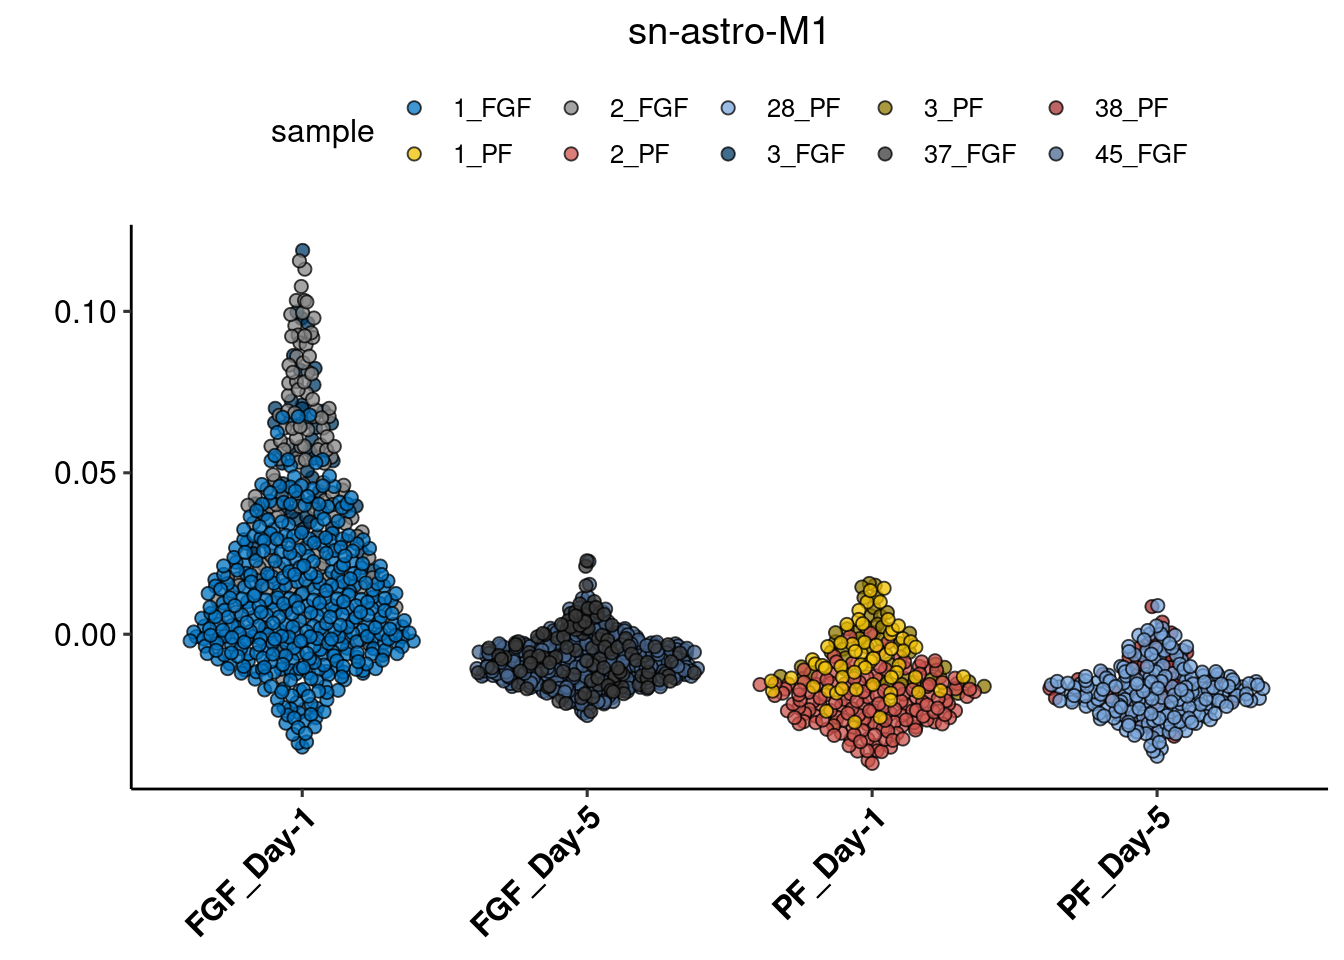 sn-astro-M1
sample
1_FGF 2_FGF 28_PF 3_PF 38_PF
1_PF 2_PF 3_FGF 37_FGF 45_FGF
0.10
0.05
0.00
FGF_Day-1 FGF_Day-5 PF_Day-1 PF_Day-5